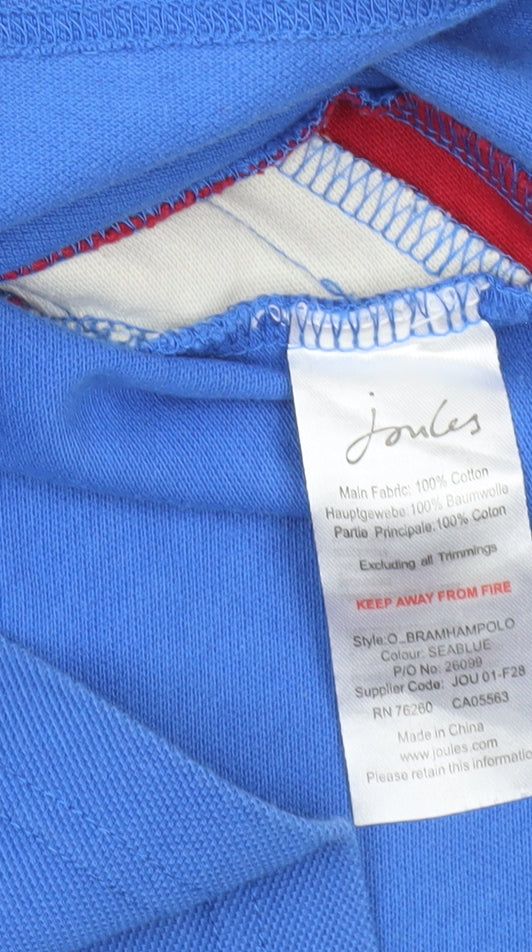 joules
Main Fabric: 100% Cotton
Hauptgewebe:100% Baumwolle
Partie Principale:100% Coton
Excluding all Trimmings
KEEP AWAY FROM FIRE
Style:O_BRAMHAMPOLO
Colour: SEABLUE
P/O No: 26099
Supplier Code: JOU 01-F28
RN 76260 CA05563
Made in China
www.joules.com
Please retain this informatio